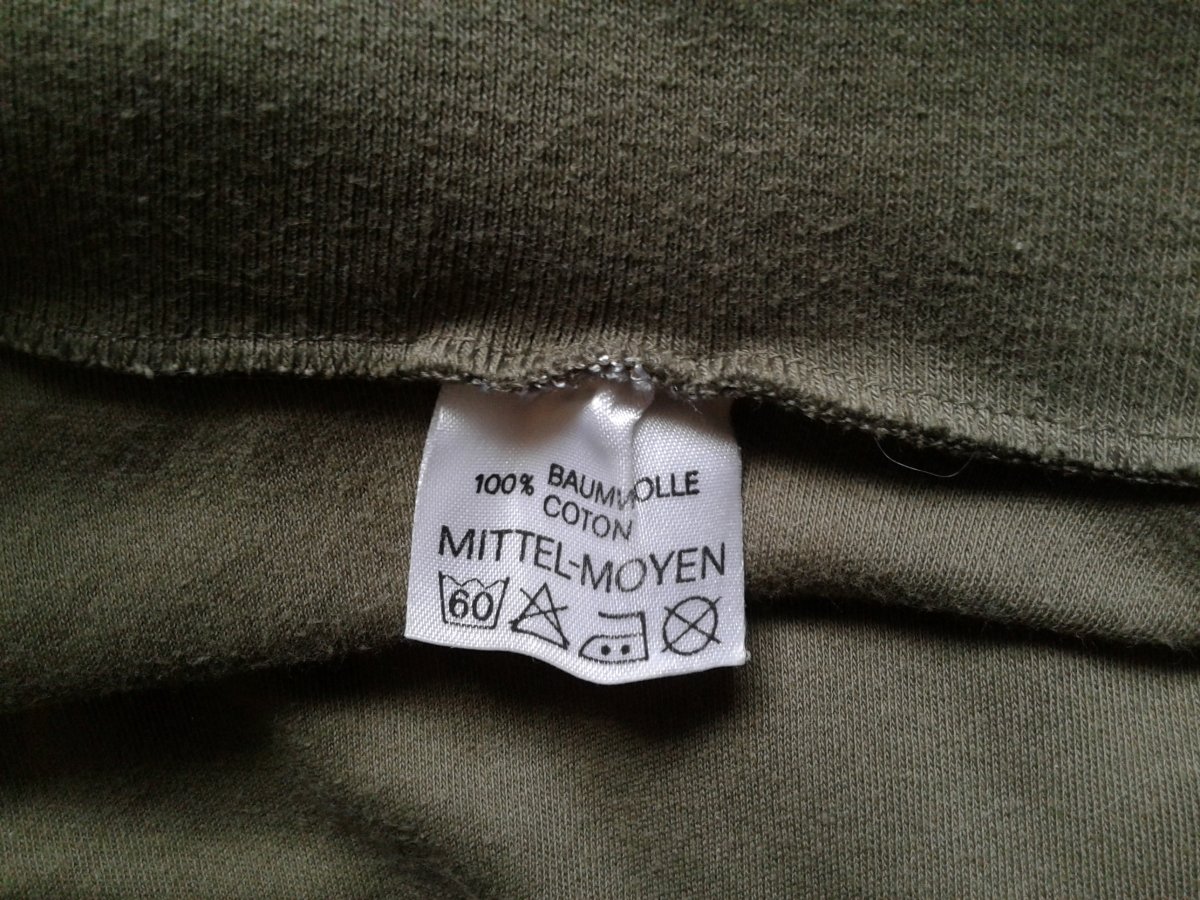 100% BAUMWOLLE
COTON
MITTEL-MOYEN
60